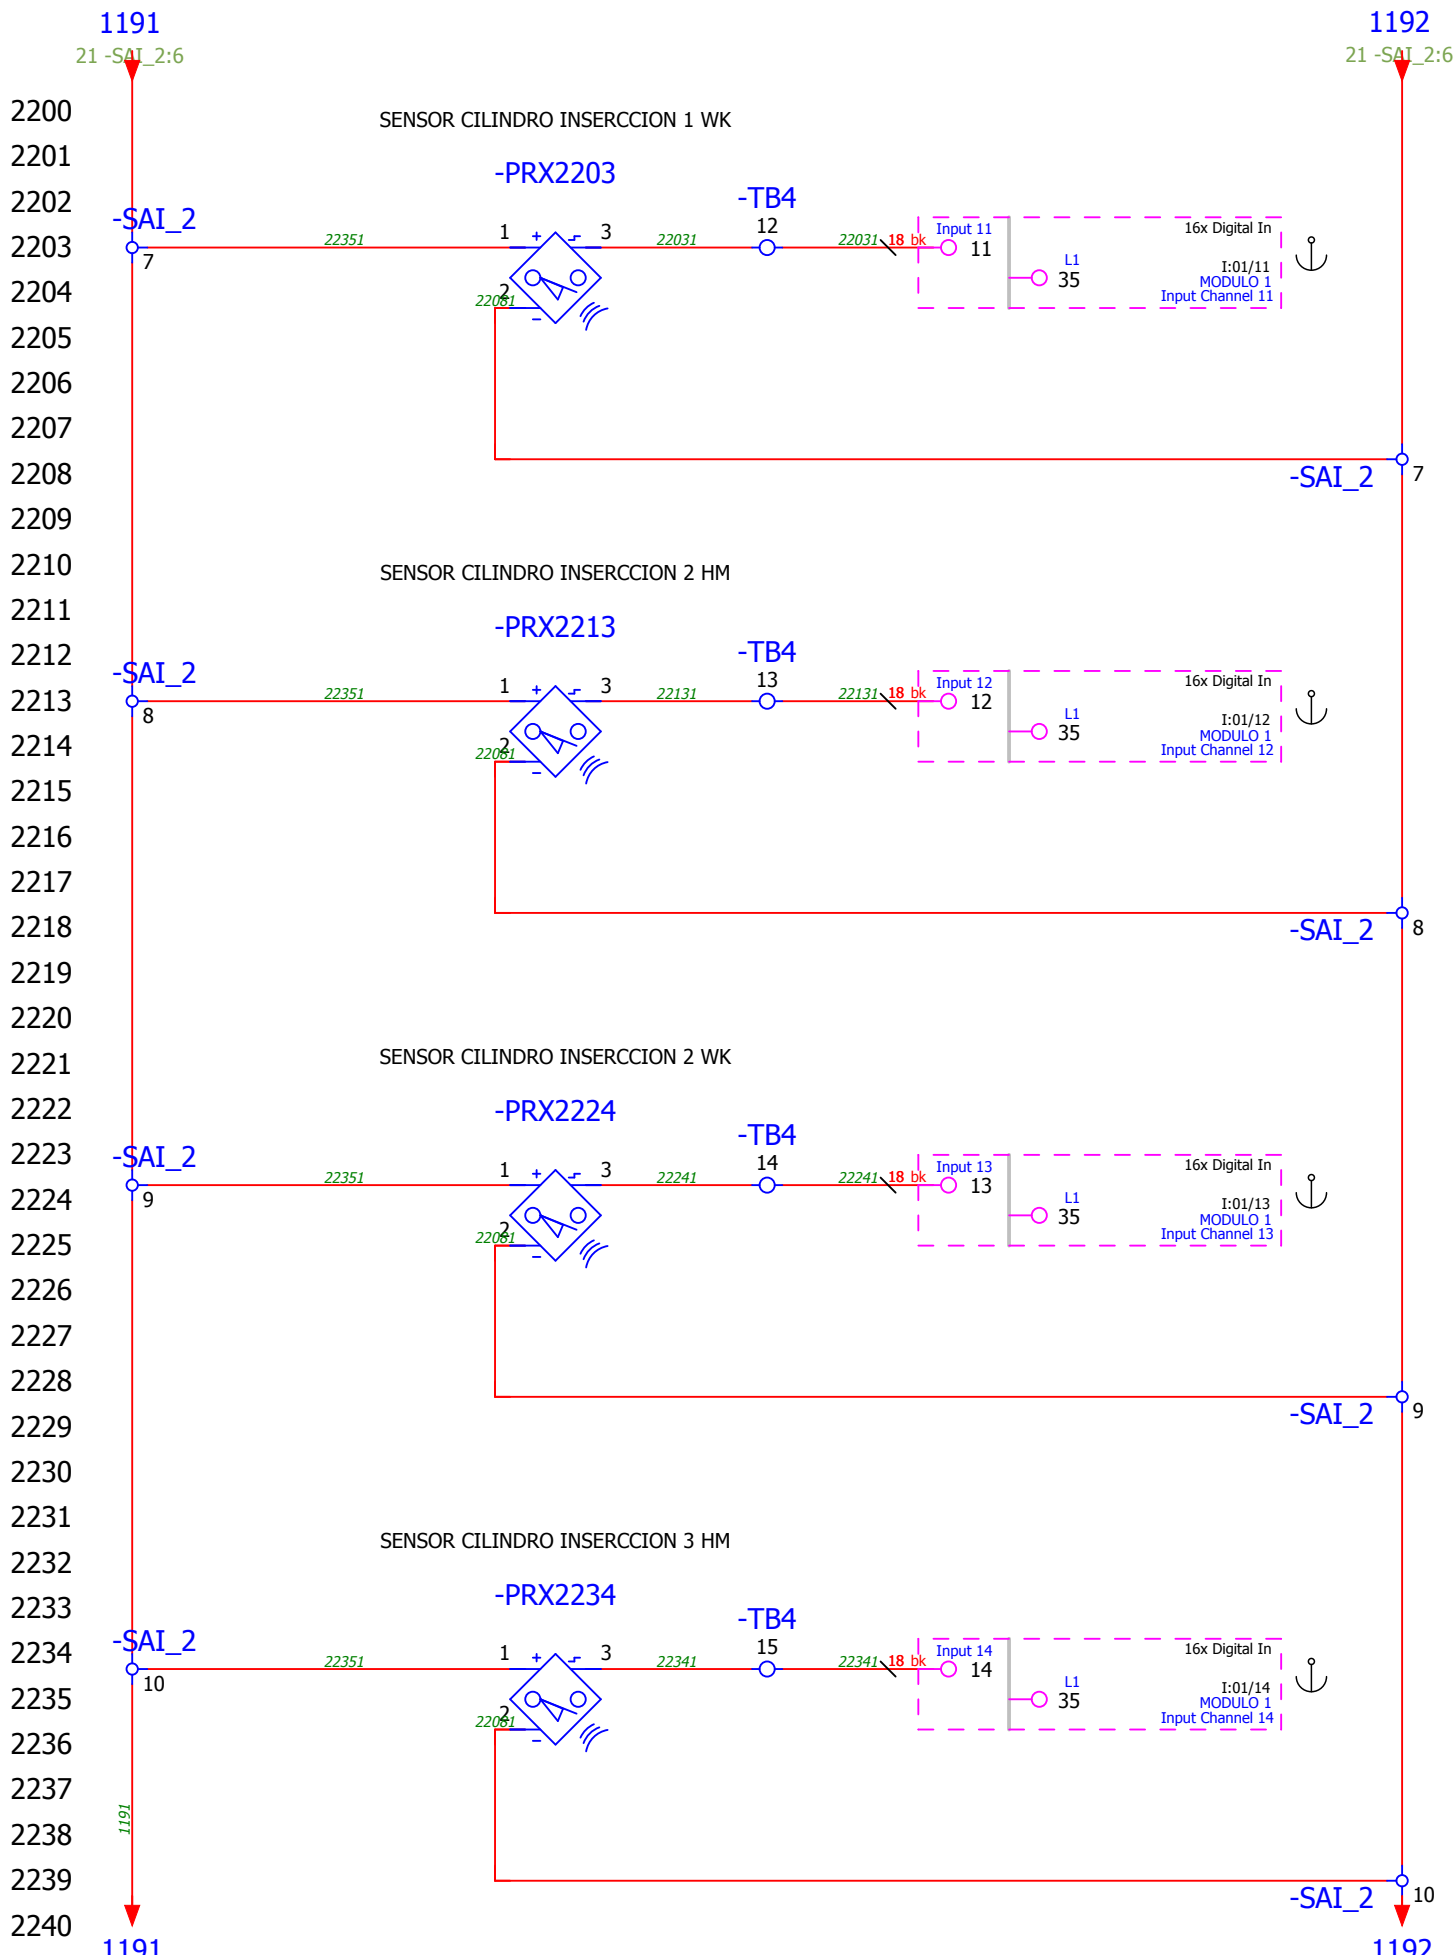 1191
1192
21 -SAI_2:6
21 -SAI_2:6
2200
SENSOR CILINDRO INSERCCION 1 WK
2201
-PRX2203
2202
-TB4
-SAI_2
1
3
12
Input 11
16x Digital In
2203
7
22351
22031
22031
18 bk
11
L1
I:01/11
2204
2
22081
35
MODULO 1
Input Channel 11
2205
2206
2207
2208
-SAI_2
7
2209
2210
SENSOR CILINDRO INSERCCION 2 HM
2211
-PRX2213
2212
-TB4
-SAI_2
1
3
13
Input 12
16x Digital In
2213
8
22351
22131
22131
18 bk
12
L1
I:01/12
2214
2
22081
35
MODULO 1
Input Channel 12
2215
2216
2217
2218
-SAI_2
8
2219
2220
2221
SENSOR CILINDRO INSERCCION 2 WK
2222
-PRX2224
2223
-TB4
-SAI_2
1
3
14
Input 13
16x Digital In
22351
22241
22241
18 bk
13
2224
9
L1
I:01/13
2
22081
35
MODULO 1
2225
Input Channel 13
2226
2227
2228
-SAI_2
9
2229
2230
2231
SENSOR CILINDRO INSERCCION 3 HM
2232
-PRX2234
2233
-TB4
-SAI_2
2234
1
3
15
Input 14
16x Digital In
22351
22341
22341
18 bk
14
10
L1
I:01/14
2235
2
22081
35
MODULO 1
Input Channel 14
2236
2237
1191
2238
2239
-SAI_2
10
2240
1191
1192